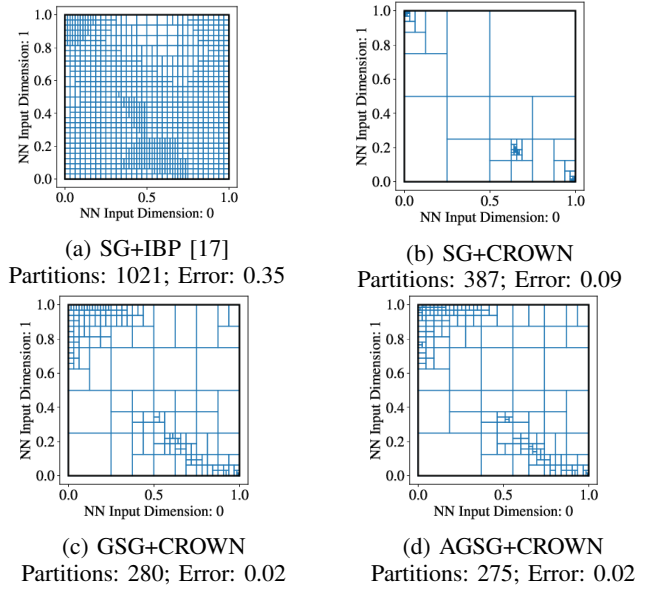 1.0
0.8
0.6
0.4
0.2
0.0
NN Input Dimension: 1
0.0 0.5 1.0
NN Input Dimension: 0
(a) SG+IBP [17]
Partitions: 1021; Error: 0.35
1.0
0.8
0.6
0.4
0.2
0.0
NN Input Dimension: 1
0.0 0.5 1.0
NN Input Dimension: 0
(b) SG+CROWN
Partitions: 387; Error: 0.09
1.0
0.8
0.6
0.4
0.2
0.0
NN Input Dimension: 1
0.0 0.5 1.0
NN Input Dimension: 0
(c) GSG+CROWN
Partitions: 280; Error: 0.02
1.0
0.8
0.6
0.4
0.2
0.0
NN Input Dimension: 1
0.0 0.5 1.0
NN Input Dimension: 0
(d) AGSG+CROWN
Partitions: 275; Error: 0.02